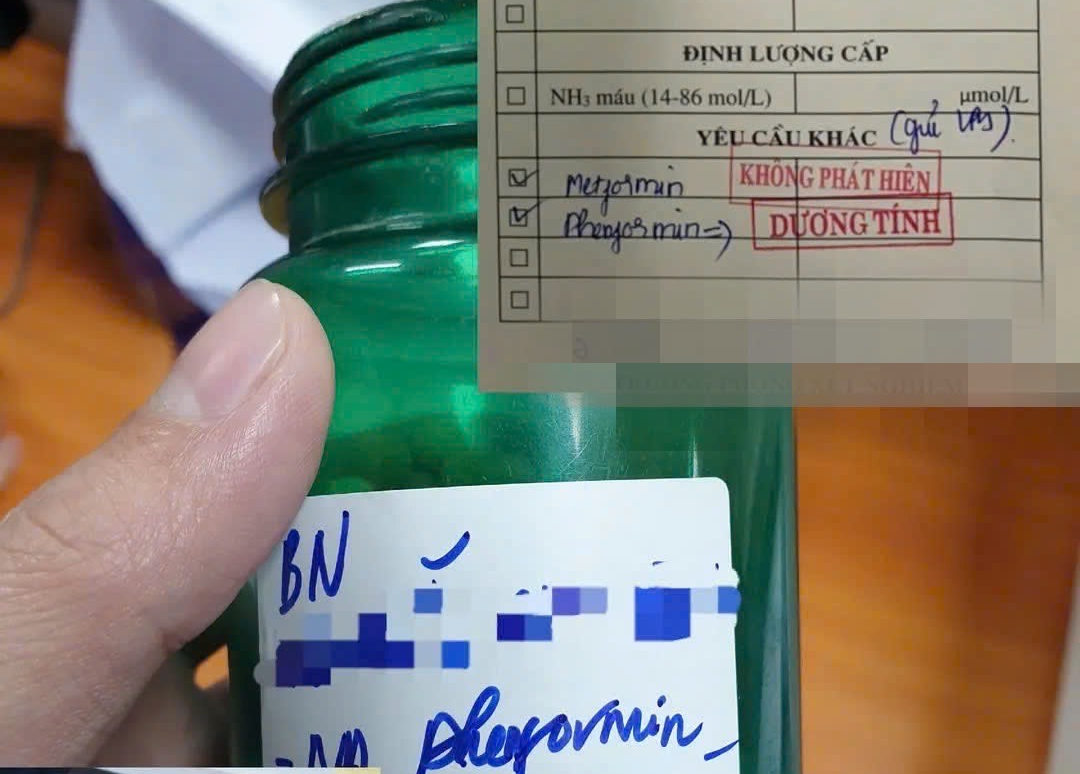 ĐỊNH LƯỢNG CẤP
NH₃ máu (14-86 mol/L) µmol/L
YÊU CẦU KHÁC (gửi VPS).
Metformin KHÔNG PHÁT HIỆN
Phenformin => DƯƠNG TÍNH
BN
Phenformin